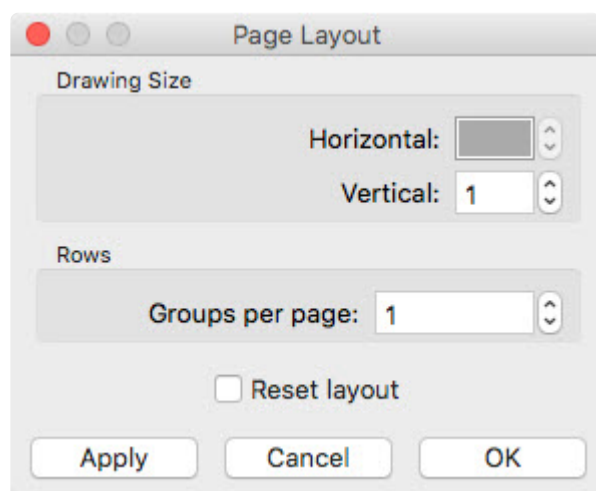 Page Layout
Drawing Size
Horizontal:
Vertical: 1
Rows
Groups per page: 1
Reset layout
Apply Cancel OK